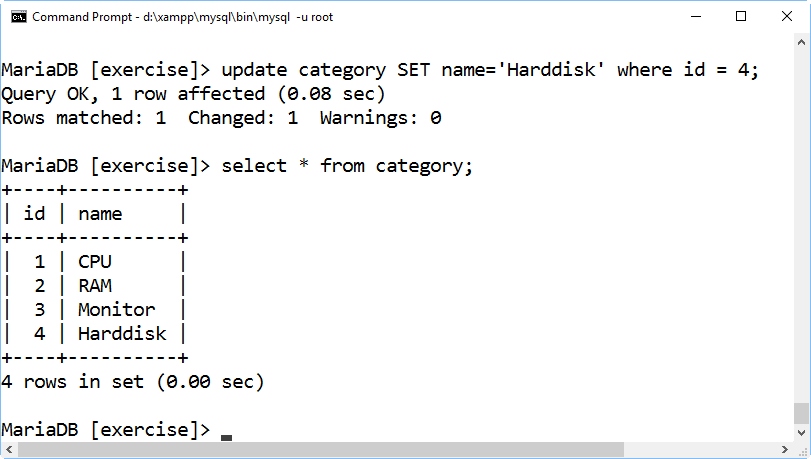 Command Prompt - d:\xampp\mysql\bin\mysql  -u root
MariaDB [exercise]> update category SET name='Harddisk' where id = 4;
Query OK, 1 row affected (0.08 sec)
Rows matched: 1  Changed: 1  Warnings: 0
MariaDB [exercise]> select * from category;
+----+----------+
| id | name     |
+----+----------+
|  1 | CPU      |
|  2 | RAM      |
|  3 | Monitor  |
|  4 | Harddisk |
+----+----------+
4 rows in set (0.00 sec)
MariaDB [exercise]>